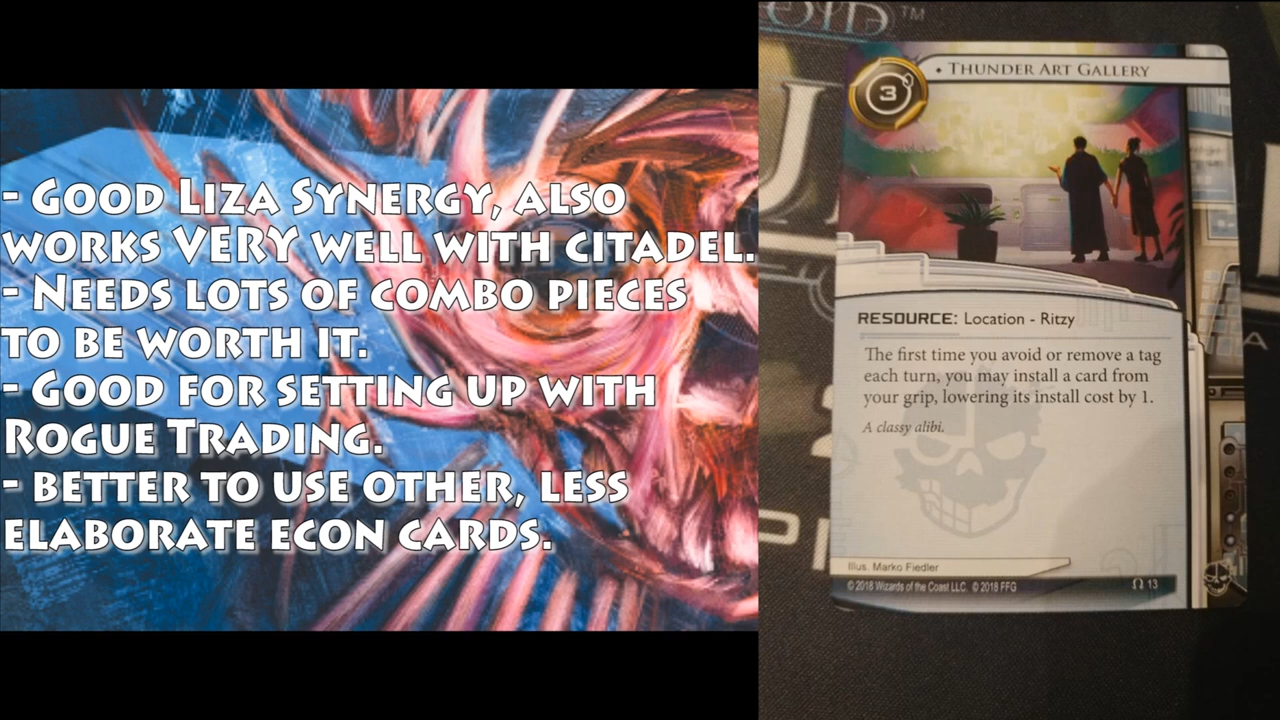 - Good Liza Synergy, also
works VERY well with Citadel.
- Needs lots of combo pieces
to be worth it.
- Good for setting up with
Rogue Trading.
- better to use other, less
elaborate econ cards.
TM
3
Thunder Art Gallery
RESOURCE: Location - Ritzy
The first time you avoid or remove a tag
each turn, you may install a card from
your grip, lowering its install cost by 1.
A classy alibi.
Illus. Marko Fiedler
© 2018 Wizards of the Coast LLC. © 2018 FFG
Ω 13